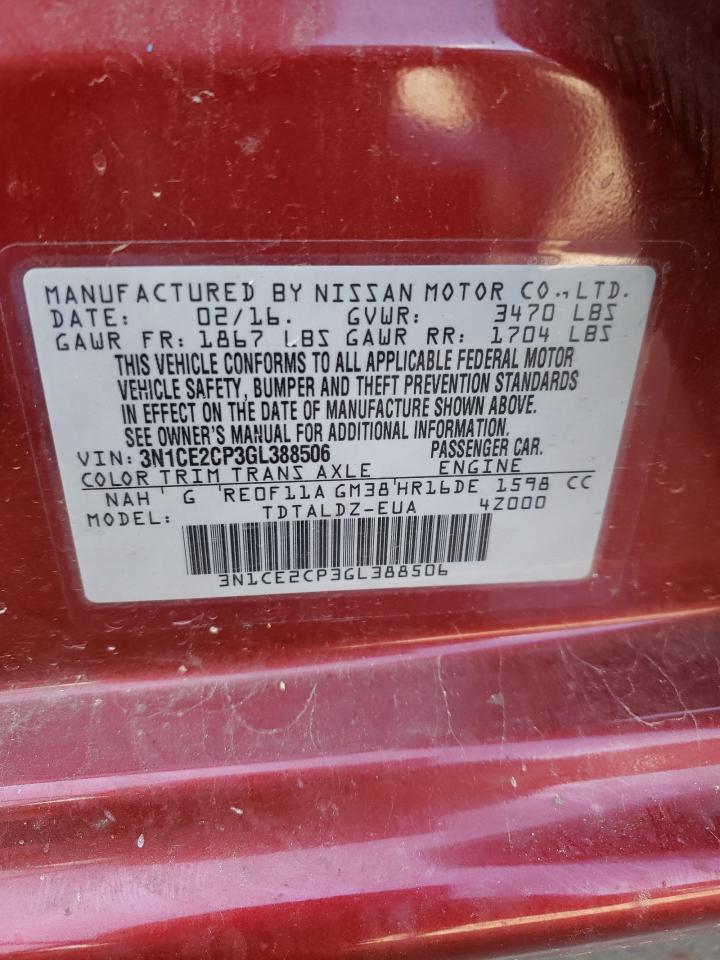 MANUFACTURED BY NISSAN MOTOR CO., LTD.
DATE: 02/16. GVWR: 3470 LBS
GAWR FR: 1867 LBS GAWR RR: 1704 LBS
THIS VEHICLE CONFORMS TO ALL APPLICABLE FEDERAL MOTOR
VEHICLE SAFETY, BUMPER AND THEFT PREVENTION STANDARDS
IN EFFECT ON THE DATE OF MANUFACTURE SHOWN ABOVE.
SEE OWNER'S MANUAL FOR ADDITIONAL INFORMATION.
VIN: 3N1CE2CP3GL388506 PASSENGER CAR.
COLOR TRIM TRANS AXLE ENGINE
NAH ' G 'RE0F11A GM38'HR16DE 1598 CC
MODEL: TDTALDZ-EUA 4Z000
3N1CE2CP3GL388506